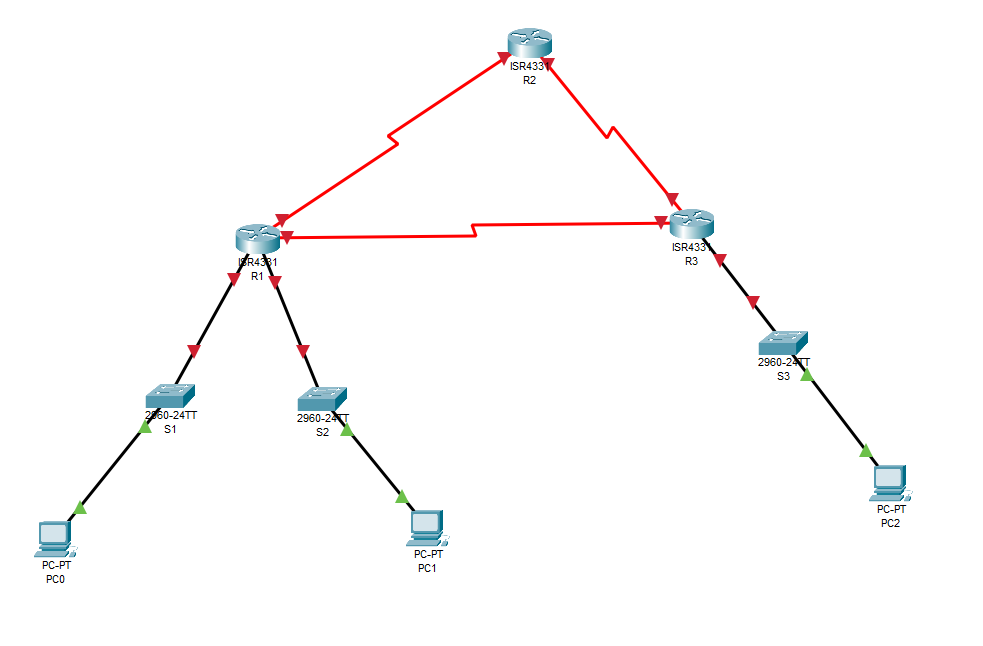 ISR4331
R2
ISR4331
R1
ISR4331
R3
2960-24TT
S3
2960-24TT
S1
2960-24TT
S2
PC-PT
PC2
PC-PT
PC1
PC-PT
PC0